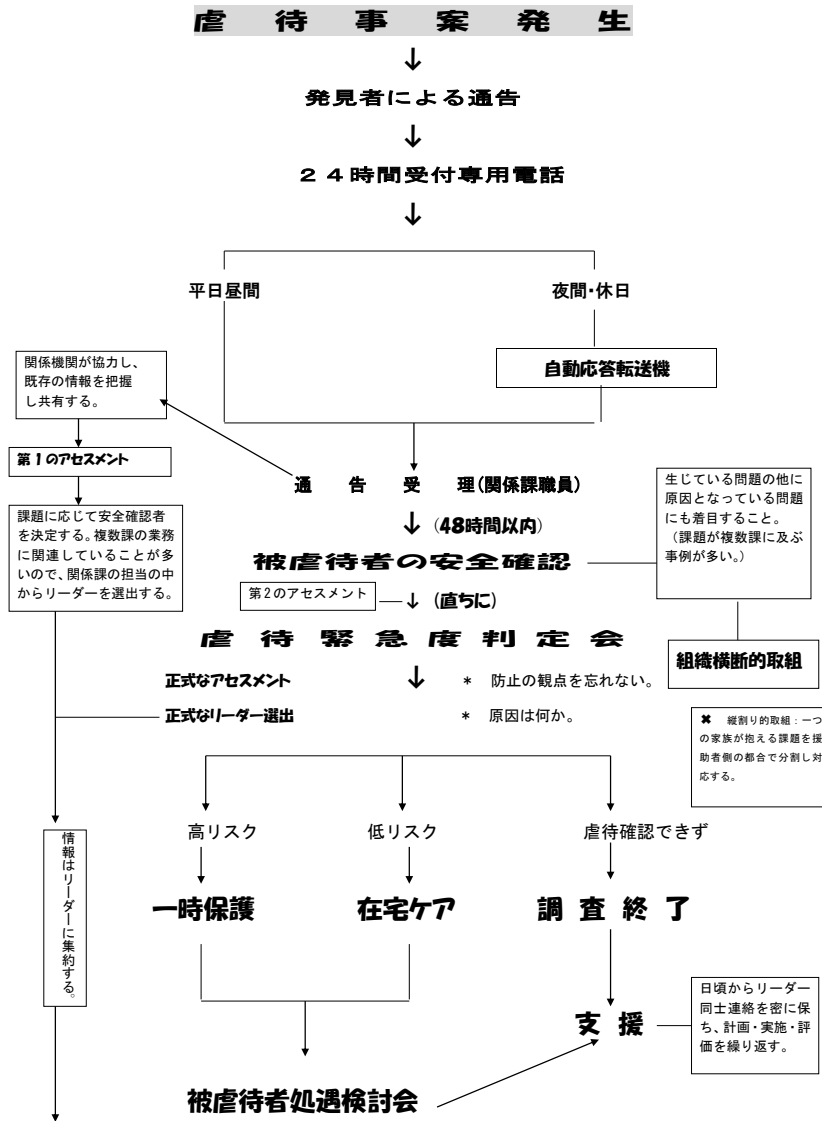 虐待事案発生
↓
発見者による通告
↓
２４時間受付専用電話
↓
平日昼間
夜間・休日
自動応答転送機
関係機関が協力し、
既存の情報を把握
し共有する。
第１のアセスメント
課題に応じて安全確認者
を決定する。複数課の業務
に関連していることが多
いので、関係課の担当の中
からリーダーを選出する。
通告受理(関係課職員)
↓(48時間以内)
被虐待者の安全確認
生じている問題の他に
原因となっている問題
にも着目すること。
（課題が複数課に及ぶ
事例が多い。）
第2のアセスメント
↓(直ちに)
虐待緊急度判定会
組織横断的取組
正式なアセスメント
↓
＊ 防止の観点を忘れない。
正式なリーダー選出
＊ 原因は何か。
✖ 縦割り的取組：一つ
の家族が抱える課題を援
助者側の都合で分割し対
応する。
高リスク
低リスク
虐待確認できず
一時保護
在宅ケア
調査終了
情報はリーダーに集約する。
支援
日頃からリーダー
同士連絡を密に保
ち、計画・実施・評
価を繰り返す。
被虐待者処遇検討会